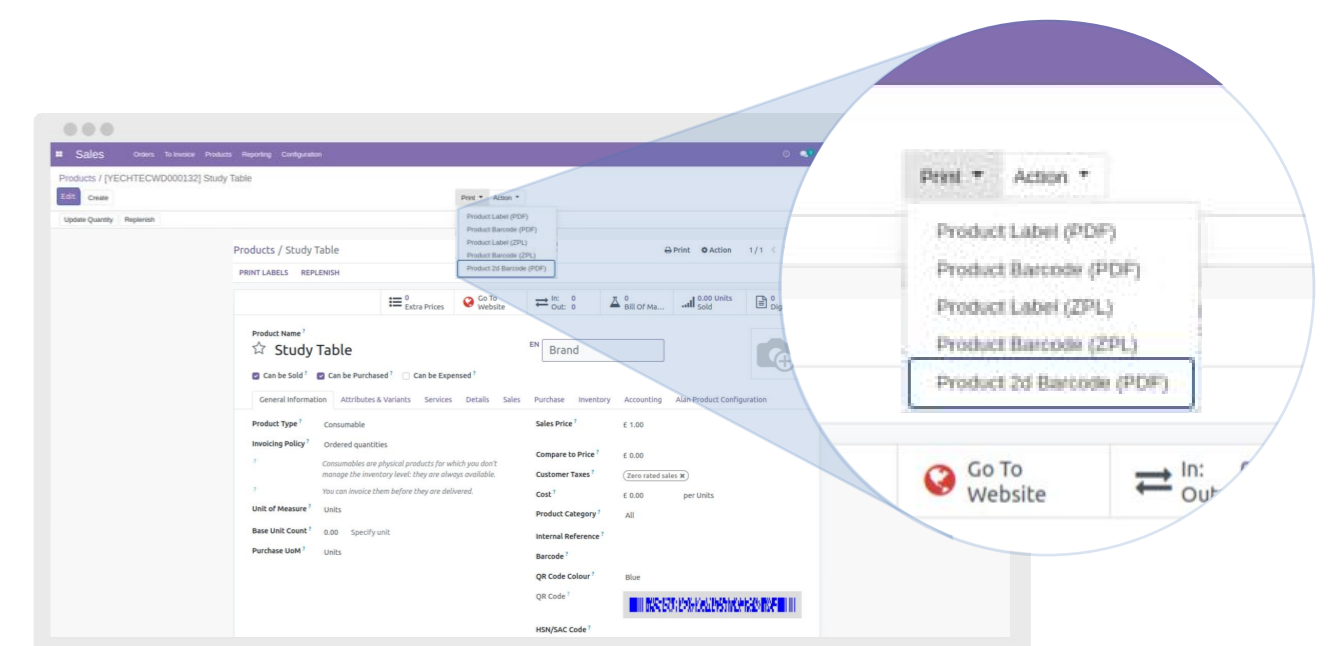 Sales Orders To Invoice Products Reporting Configuration
Products / [YECHTECWD000132] Study Table
Edit Create Print Action
Update Quantity Replenish
Product Label (PDF)
Product Barcode (PDF)
Product Label (ZPL)
Product Barcode (ZPL)
Product 2d Barcode (PDF)
Products / Study Table Print Action 1/1
PRINT LABELS REPLENISH
0 Extra Prices
Go To Website
In: 0
Out: 0
0 Bill Of Ma...
0.00 Units Sold
0
Product Name ?
Study Table EN Brand
Can be Sold ? Can be Purchased ? Can be Expensed ?
General Information Attributes & Variants Services Details Sales Purchase Inventory Accounting Alan Product Configuration
Product Type ? Consumable
Invoicing Policy ? Ordered quantities
? Consumables are physical products for which you don't
manage the inventory level: they are always available.
? You can invoice them before they are delivered.
Unit of Measure ? Units
Base Unit Count ? 0.00 Specify unit
Purchase UoM ? Units
Sales Price ? £ 1.00
Compare to Price ? £ 0.00
Customer Taxes ? Zero rated sales ×
Cost ? £ 0.00 per Units
Product Category ? All
Internal Reference ?
Barcode ?
QR Code Colour ? Blue
QR Code ?
HSN/SAC Code ?
Print Action
Product Label (PDF)
Product Barcode (PDF)
Product Label (ZPL)
Product Barcode (ZPL)
Product 2d Barcode (PDF)
Go To
Website
In:
Out: